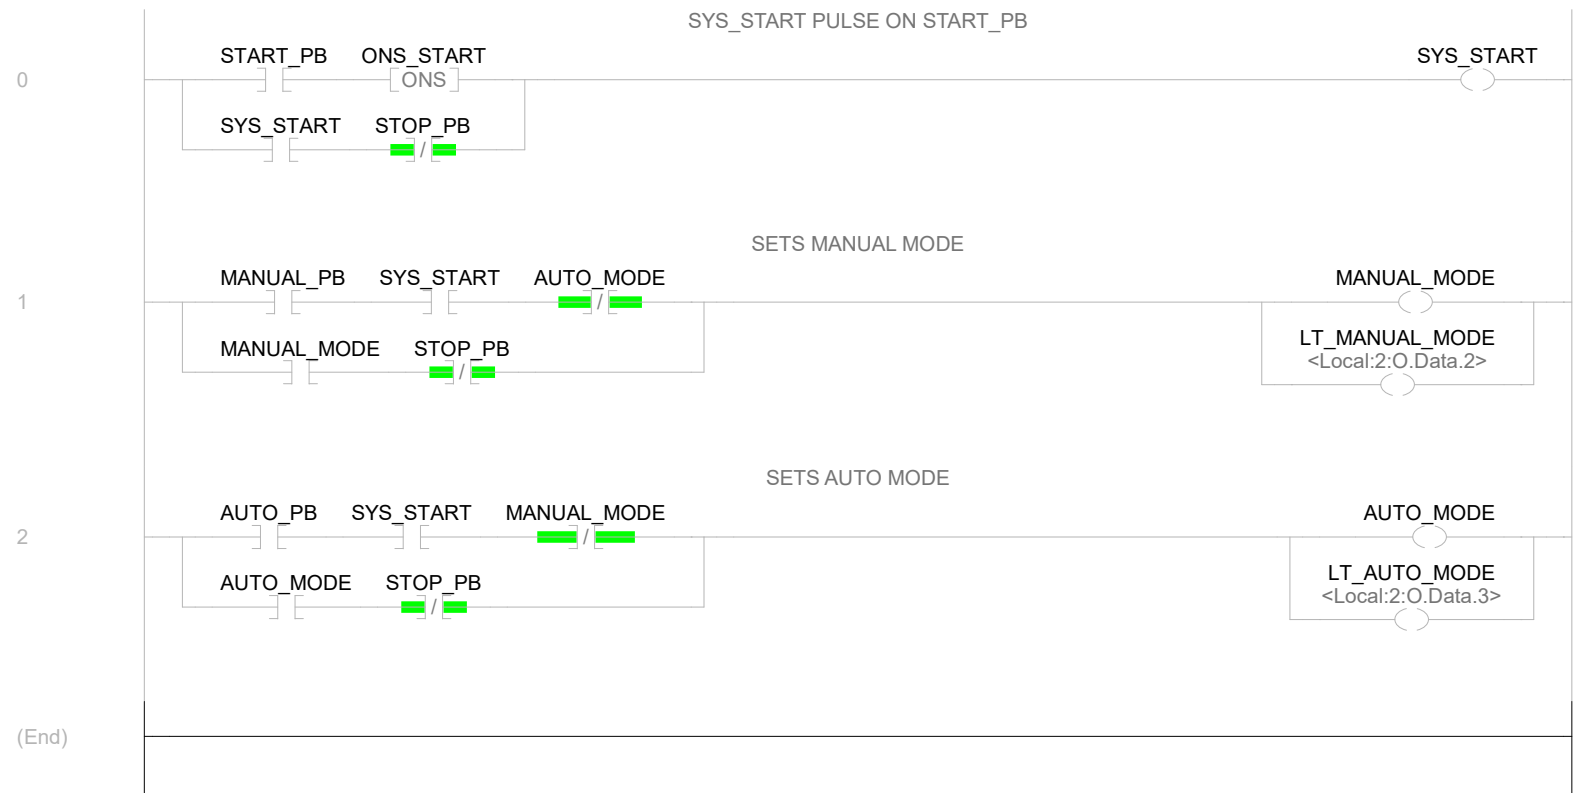 SYS_START PULSE ON START_PB
START_PB ONS_START SYS_START
0 ONS
SYS_START STOP_PB
/
SETS MANUAL MODE
MANUAL_PB SYS_START AUTO_MODE MANUAL_MODE
1 /
MANUAL_MODE STOP_PB LT_MANUAL_MODE
<Local:2:O.Data.2>
/
SETS AUTO MODE
AUTO_PB SYS_START MANUAL_MODE AUTO_MODE
2 /
AUTO_MODE STOP_PB LT_AUTO_MODE
<Local:2:O.Data.3>
/
(End)